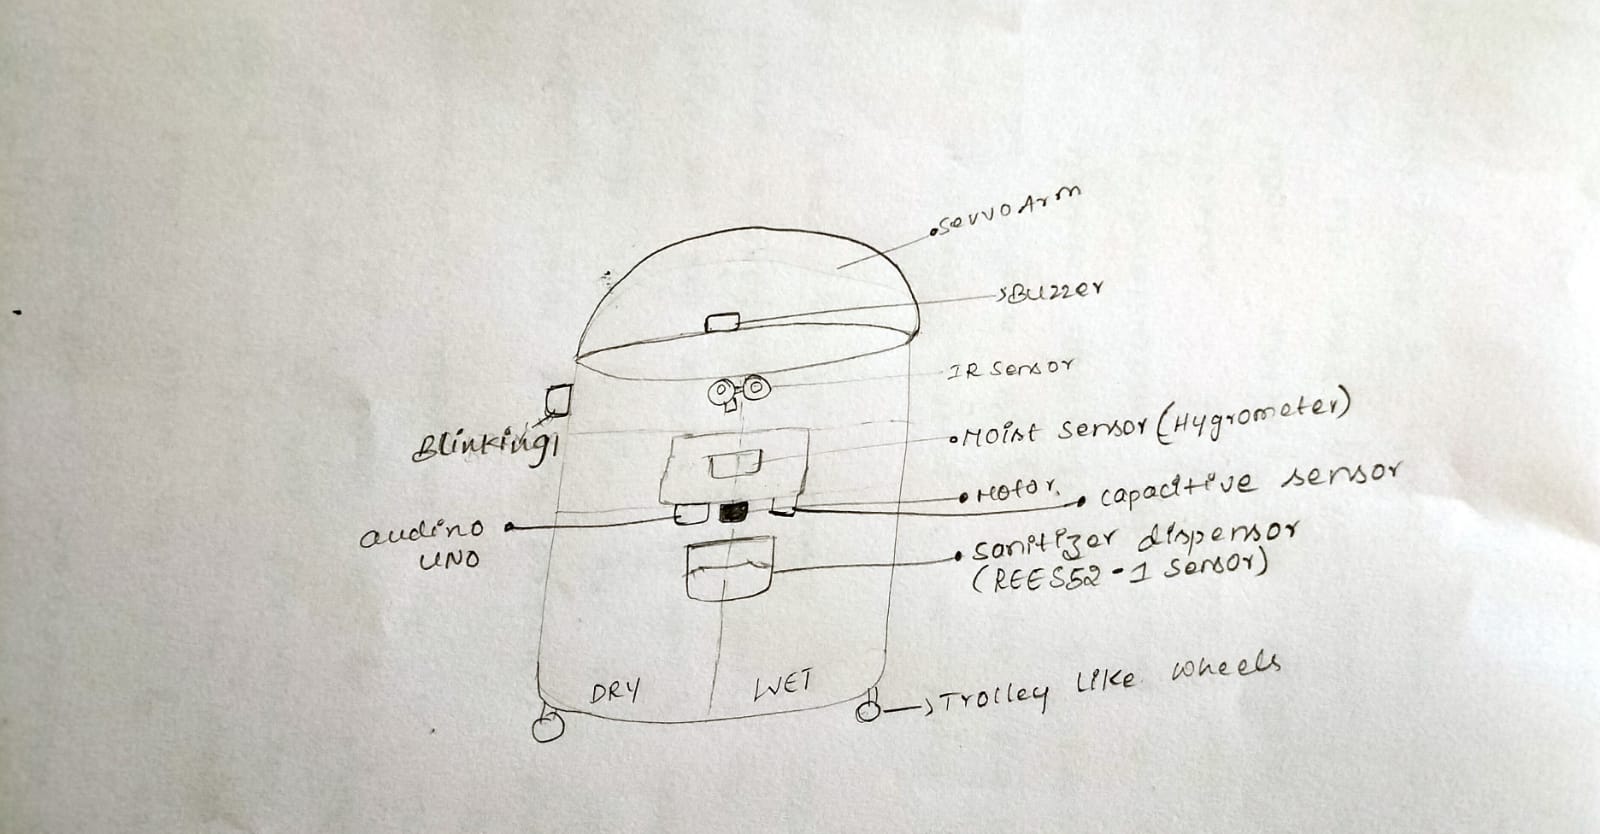 Servo Arm
Buzzer
IR Sensor
Moist Sensor (Hygrometer)
Blinking
Motor
capacitive sensor
audino
UNO
Sanitizer dispensor
(REES52-1 Sensor)
DRY
WET
Trolley Like Wheels